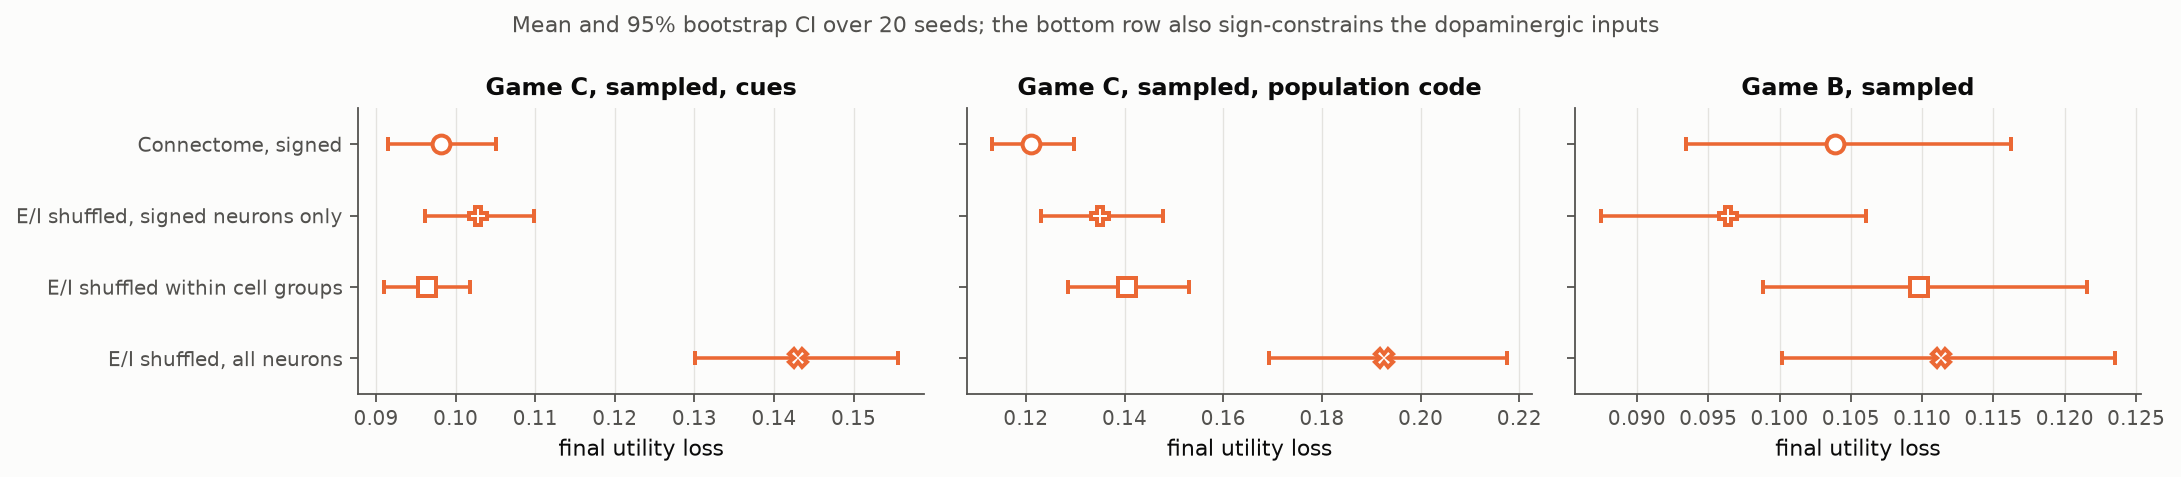 Mean and 95% bootstrap CI over 20 seeds; the bottom row also sign-constrains the dopaminergic inputs
Game C, sampled, cues
Game C, sampled, population code
Game B, sampled
Connectome, signed
E/I shuffled, signed neurons only
E/I shuffled within cell groups
E/I shuffled, all neurons
0.09 0.10 0.11 0.12 0.13 0.14 0.15
0.12 0.14 0.16 0.18 0.20 0.22
0.090 0.095 0.100 0.105 0.110 0.115 0.120 0.125
final utility loss
final utility loss
final utility loss